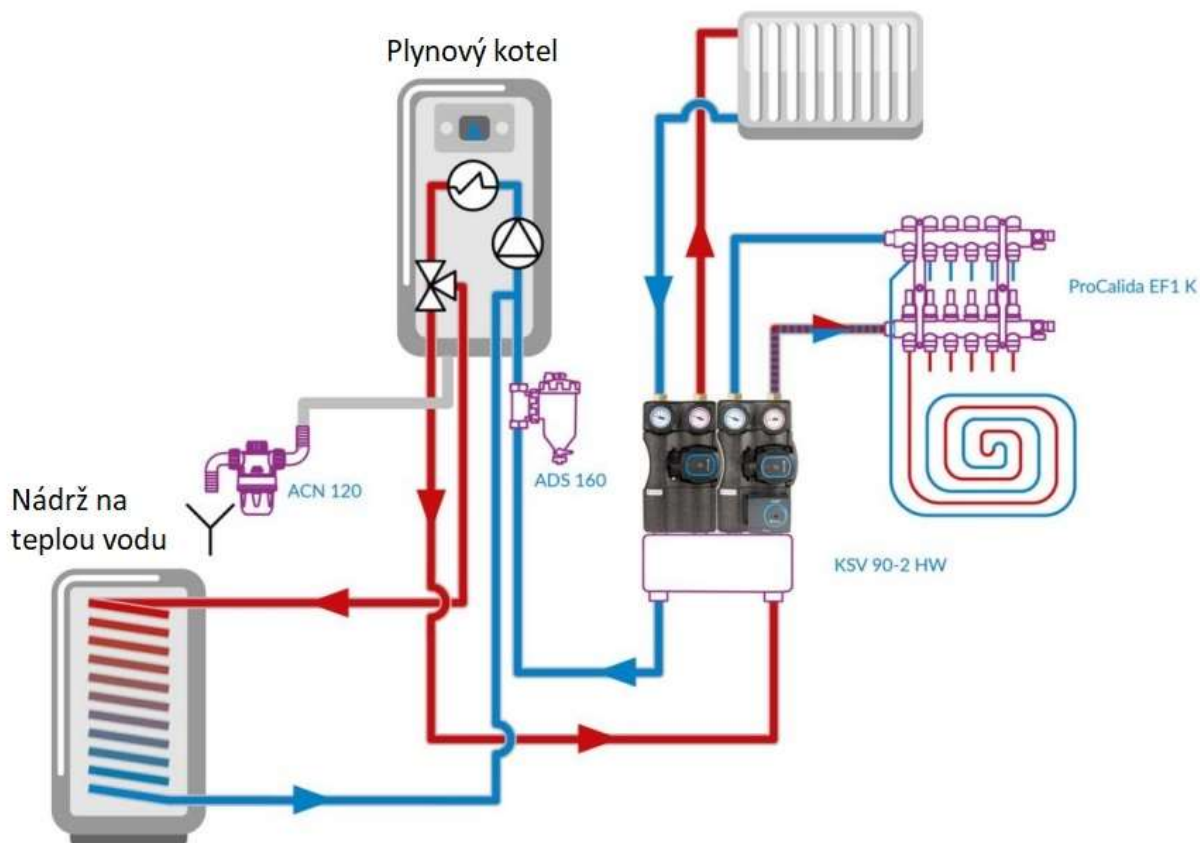 Plynový kotel
ProCalida EF1 K
ACN 120
ADS 160
Nádrž na
teplou vodu
KSV 90-2 HW